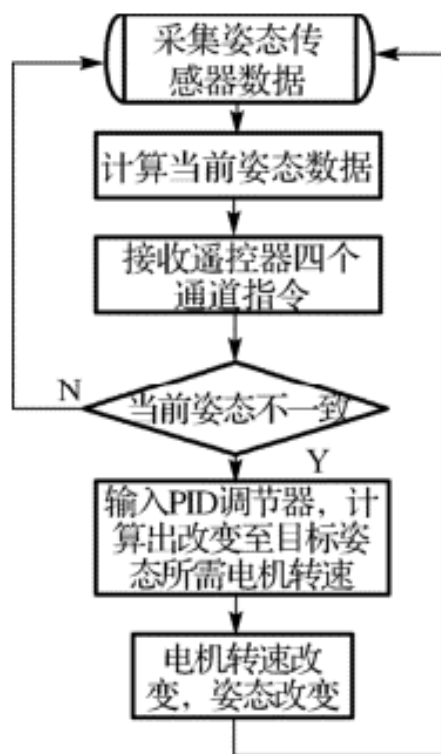 采集姿态传
感器数据
计算当前姿态数据
接收遥控器四个
通道指令
当前姿态不一致
N
Y
输入PID调节器，计
算出改变至目标姿
态所需电机转速
电机转速改
变，姿态改变